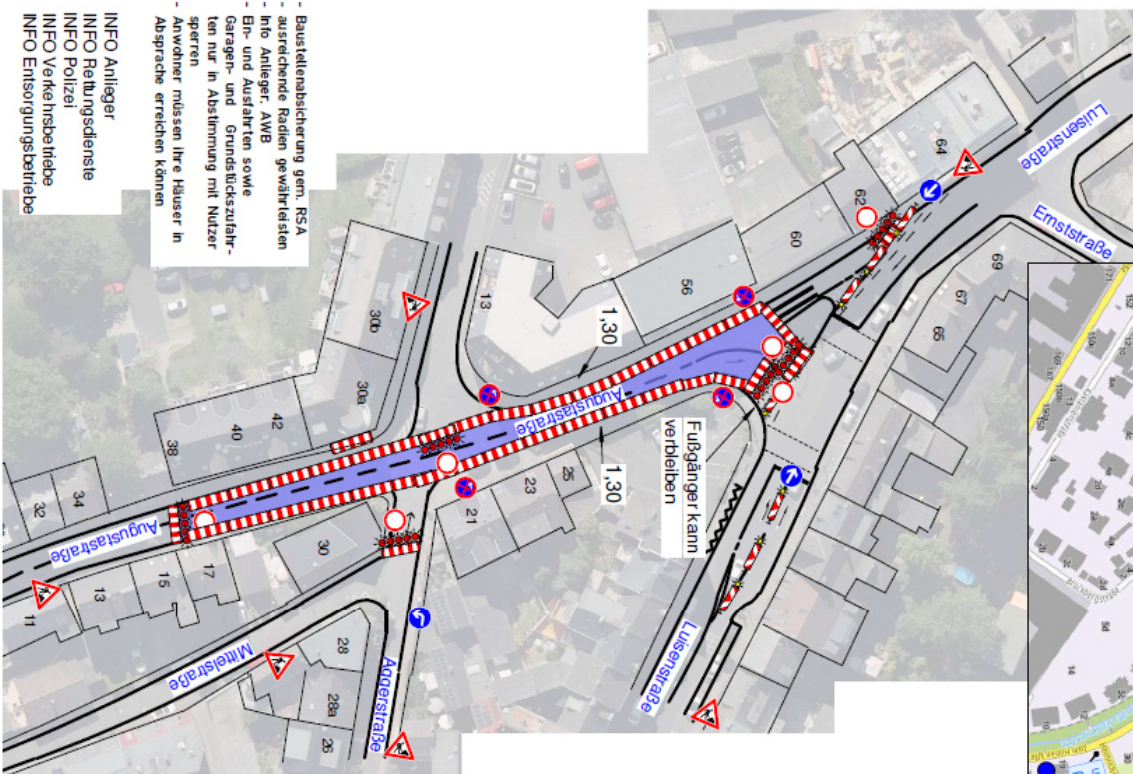 - Baustellenabsicherung gem. RSA
- ausreichende Radien gewährleisten
- Info Anlieger, AWB
- Ein- und Ausfahrten sowie
Garagen- und Grundstückszufahr-
ten nur in Abstimmung mit Nutzer
sperren
- Anwohner müssen ihre Häuser in
Absprache erreichen können
INFO Anlieger
INFO Rettungsdienste
INFO Polizei
INFO Verkehrsbetriebe
INFO Entsorgungsbetriebe
Luisenstraße
Ernststraße
64
62
60
56
69
67
65
13
1,30
1,30
Augustastraße
Fußgänger kann
verbleiben
30b
30a
42
40
38
34
32
25
23
21
30
17
15
13
11
Augustastraße
Mittelstraße
Aggerstraße
28
28a
26
Luisenstraße